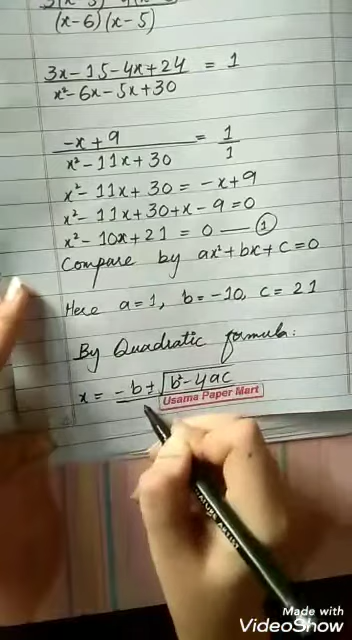 (x-6)(x-5)
3x-15-4x+24 = 1
x²-6x-5x+30
-x+9 = 1
x²-11x+30 1
x²-11x+30 = -x+9
x²-11x+30+x-9=0
x²-10x+21 = 0 — ①
Compare by ax²+bx+c=0
Here a=1, b=-10, c=21
By Quadratic formula:
x = -b±√b²-4ac
Usama Paper Mart
SIGNATURE
Made with
VideoShow